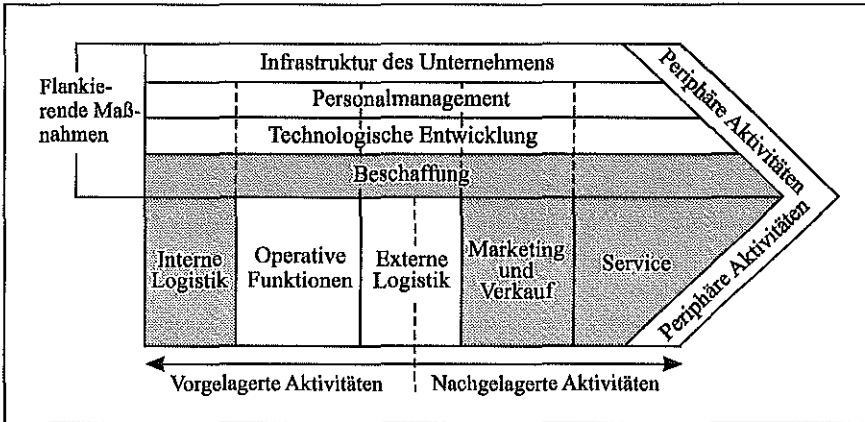 Infrastruktur des Unternehmens
Flankie-
rende Maß-
nahmen
Personalmanagement
Technologische Entwicklung
Beschaffung
Periphäre Aktivitäten
Interne
Logistik
Operative
Funktionen
Externe
Logistik
Marketing
und
Verkauf
Service
Periphäre Aktivitäten
Vorgelagerte Aktivitäten
Nachgelagerte Aktivitäten